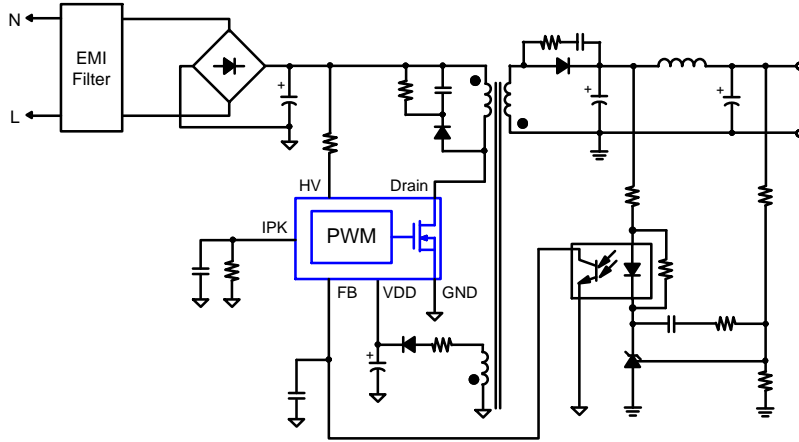 N
EMI
Filter
L
+
+
+
HV
Drain
IPK
PWM
FB
VDD
GND
+